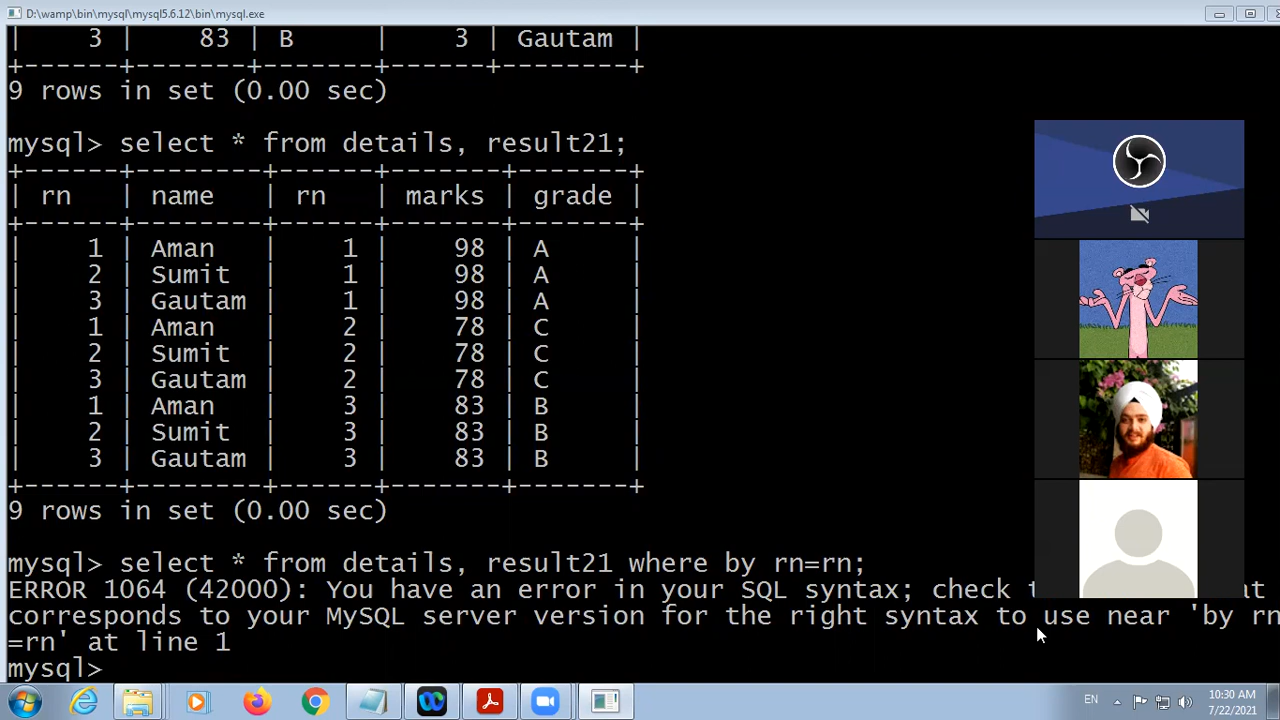 D:\wamp\bin\mysql\mysql5.6.12\bin\mysql.exe
|    3 |    83 | B     |    3 | Gautam |
+------+-------+-------+------+--------+
9 rows in set (0.00 sec)
mysql> select * from details, result21;
+------+--------+------+-------+-------+
| rn   | name   | rn   | marks | grade |
+------+--------+------+-------+-------+
|    1 | Aman   |    1 |    98 | A     |
|    2 | Sumit  |    1 |    98 | A     |
|    3 | Gautam |    1 |    98 | A     |
|    1 | Aman   |    2 |    78 | C     |
|    2 | Sumit  |    2 |    78 | C     |
|    3 | Gautam |    2 |    78 | C     |
|    1 | Aman   |    3 |    83 | B     |
|    2 | Sumit  |    3 |    83 | B     |
|    3 | Gautam |    3 |    83 | B     |
+------+--------+------+-------+-------+
9 rows in set (0.00 sec)
mysql> select * from details, result21 where by rn=rn;
ERROR 1064 (42000): You have an error in your SQL syntax; check
corresponds to your MySQL server version for the right syntax to use near 'by rn
=rn' at line 1
mysql>
EN
10:30 AM
7/22/2021